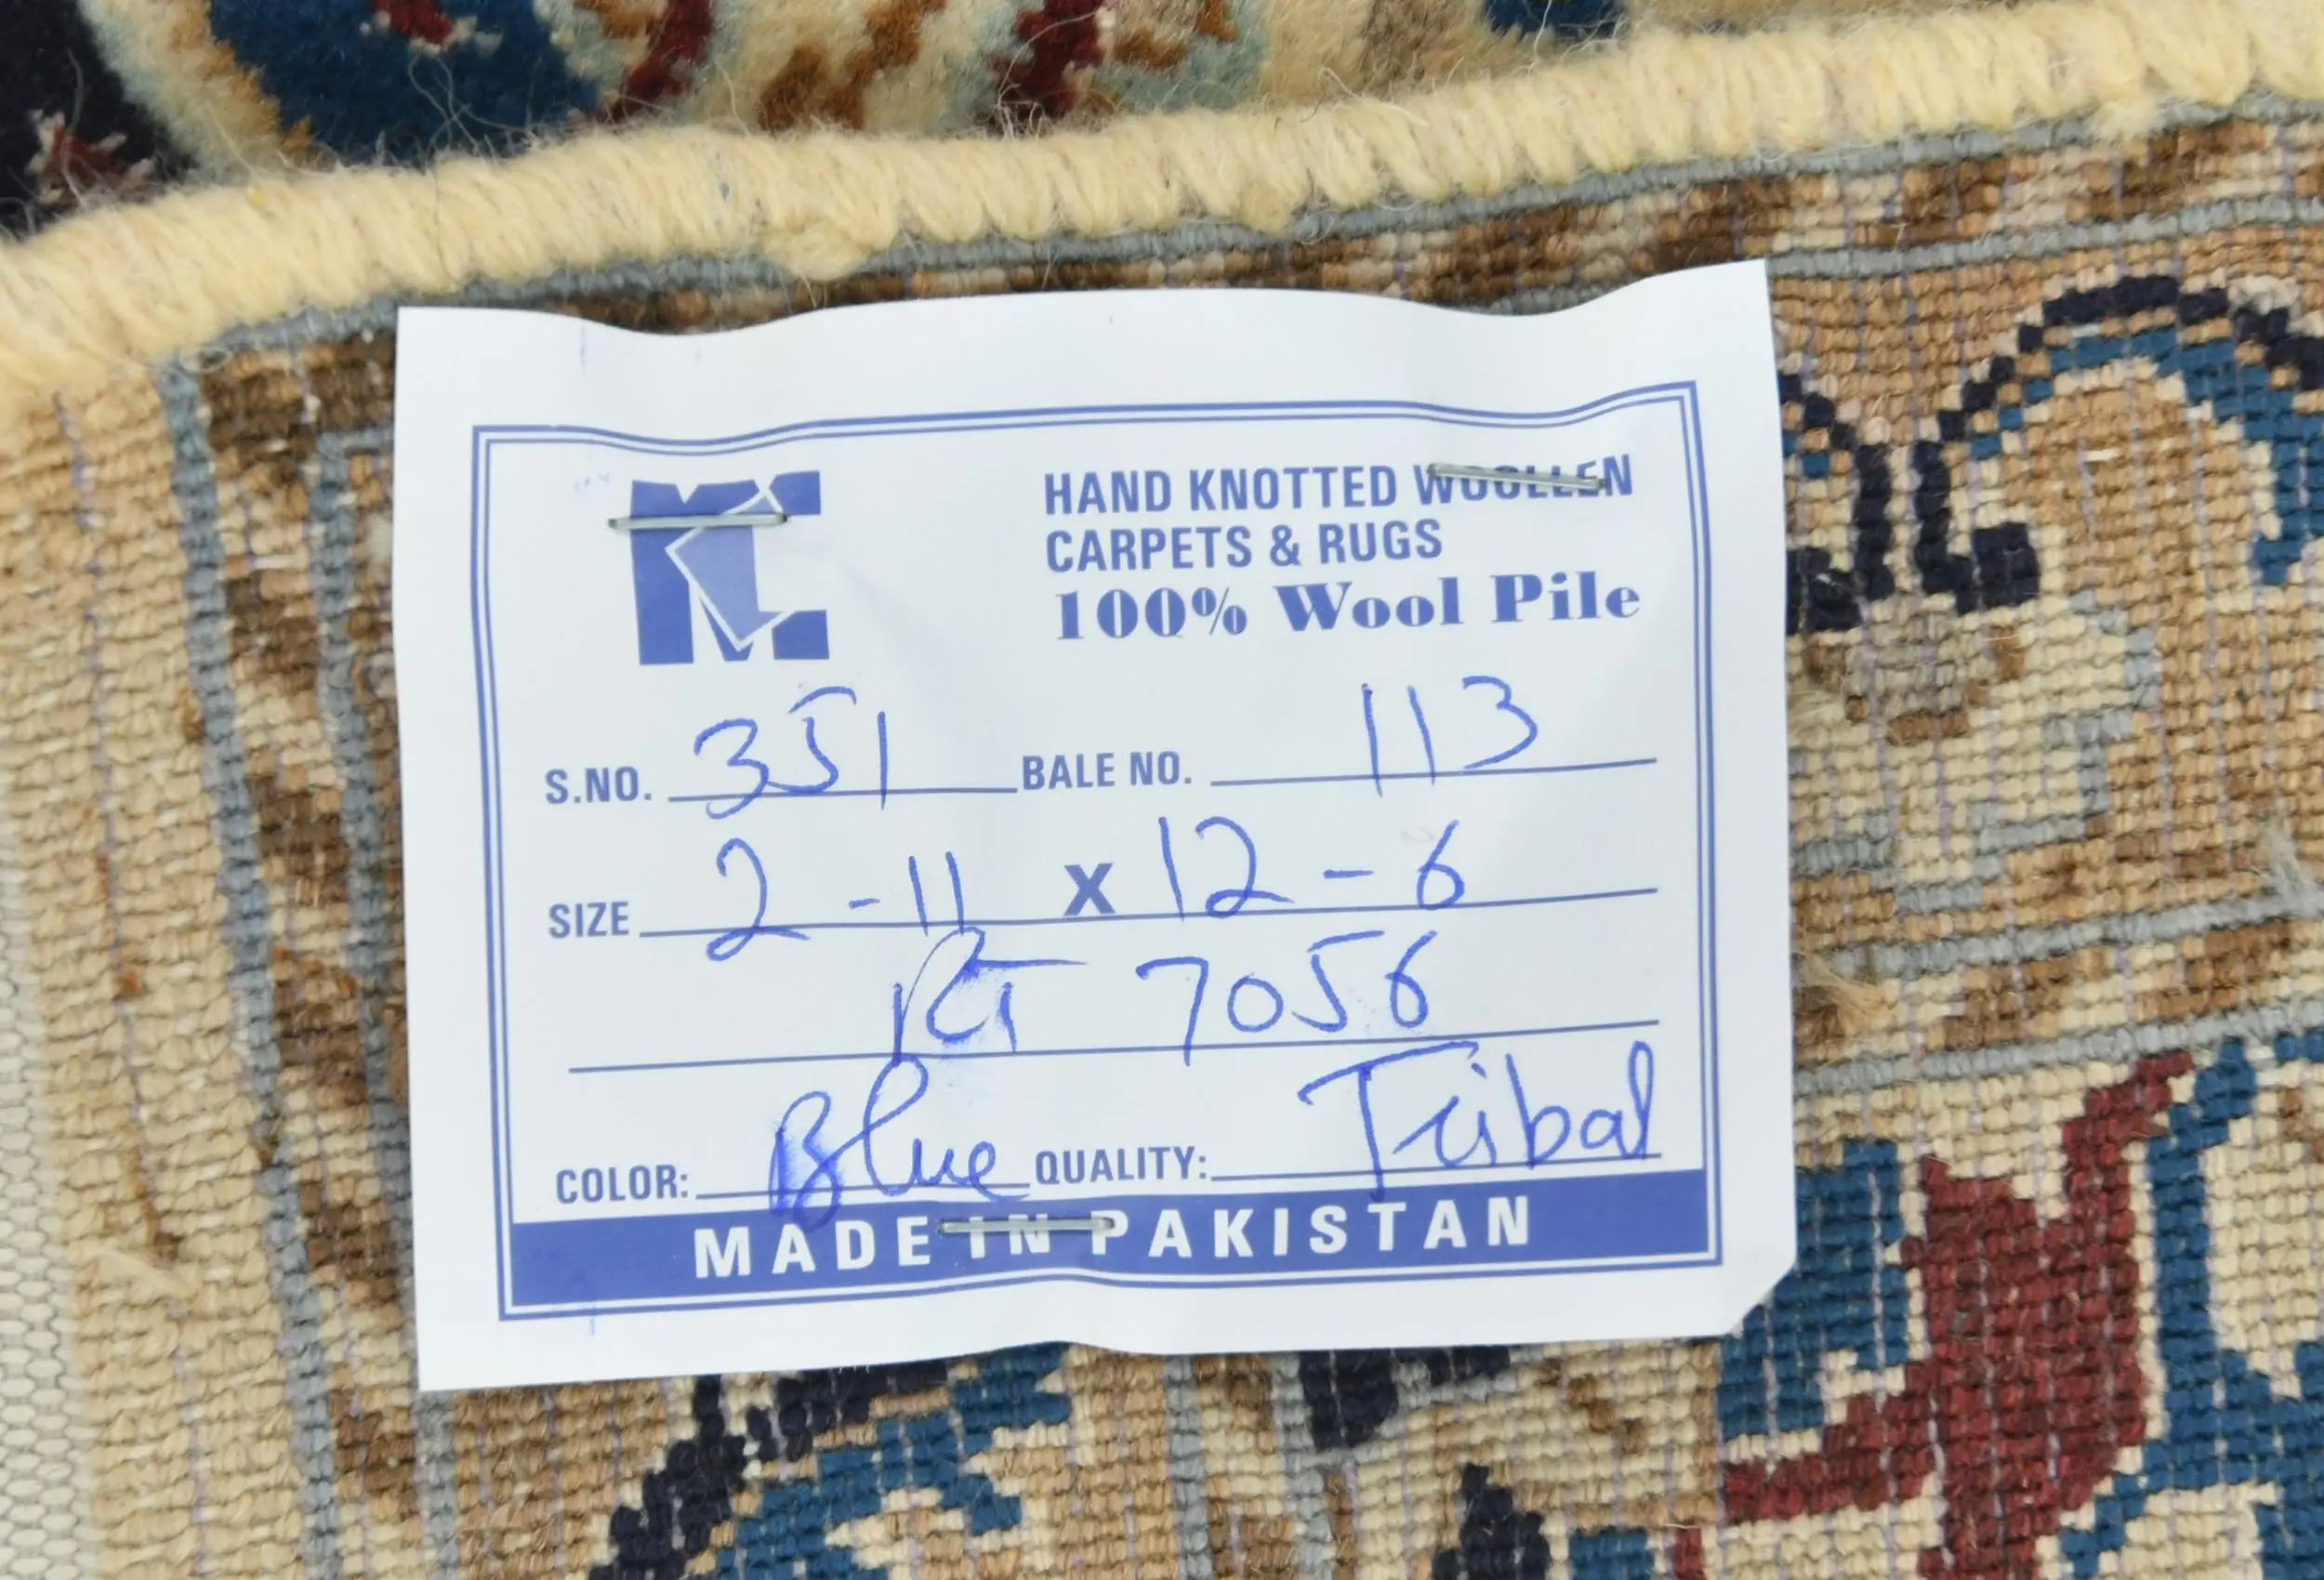 HAND KNOTTED WOOLLEN
CARPETS & RUGS
100% Wool Pile
S.NO. 351 BALE NO. 113
SIZE 2-11 X 12-6
RT 7056
COLOR: Blue QUALITY: Tribal
MADE IN PAKISTAN